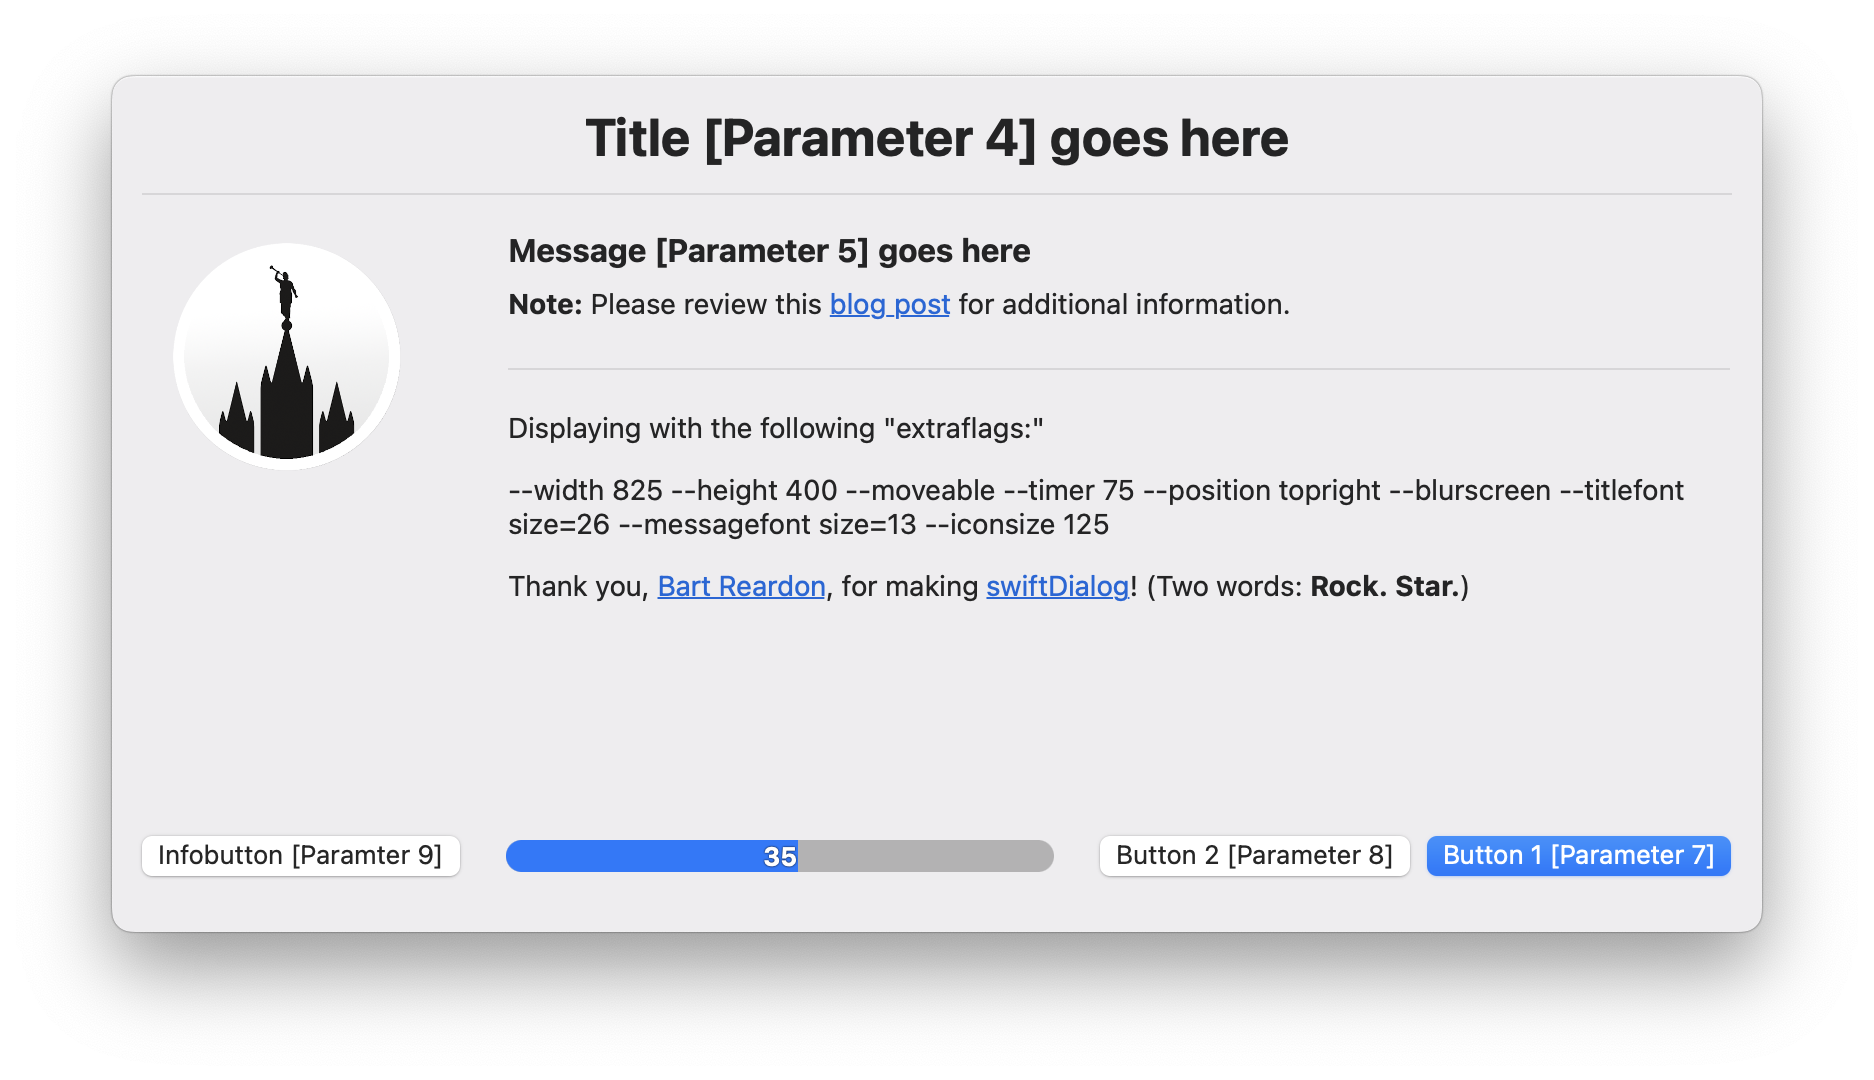 Title [Parameter 4] goes here
Message [Parameter 5] goes here
Note: Please review this blog post for additional information.
Displaying with the following "extraflags:"
--width 825 --height 400 --moveable --timer 75 --position topright --blurscreen --titlefont
size=26 --messagefont size=13 --iconsize 125
Thank you, Bart Reardon, for making swiftDialog! (Two words: Rock. Star.)
Infobutton [Paramter 9]
35
Button 2 [Parameter 8]
Button 1 [Parameter 7]